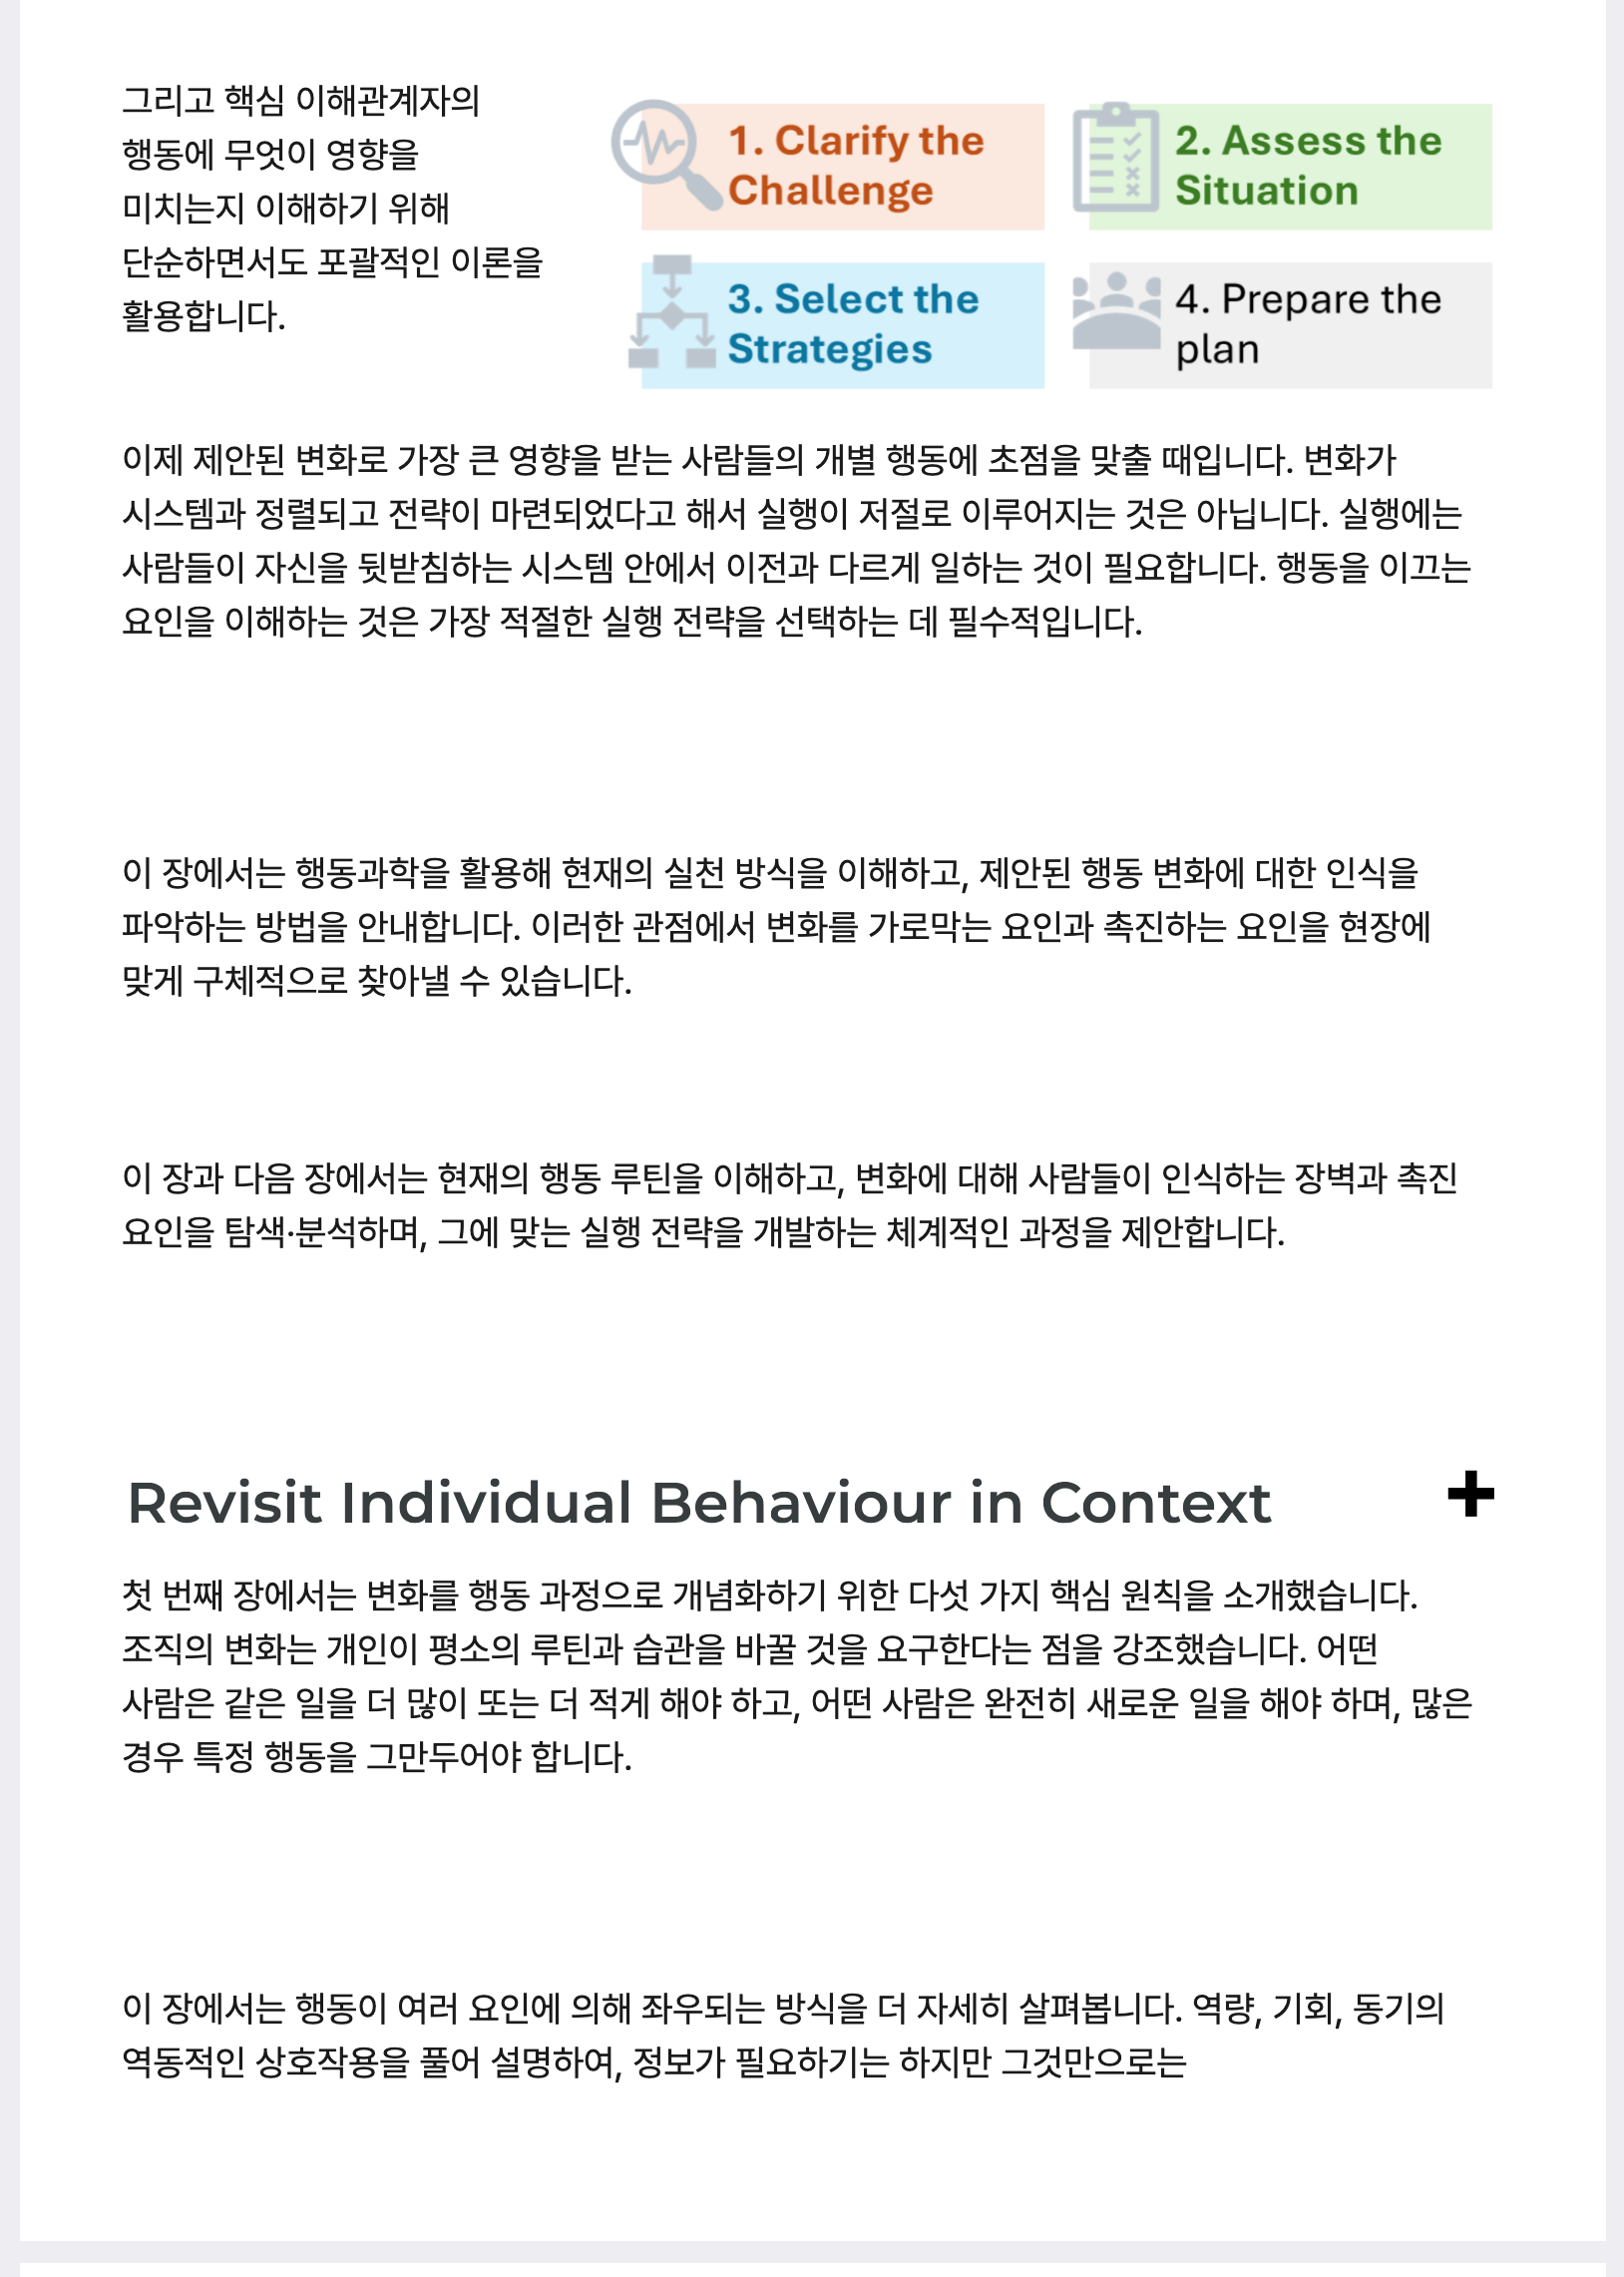 그리고 핵심 이해관계자의
행동에 무엇이 영향을
미치는지 이해하기 위해
단순하면서도 포괄적인 이론을
활용합니다.
1. Clarify the
Challenge
2. Assess the
Situation
3. Select the
Strategies
4. Prepare the
plan
이제 제안된 변화로 가장 큰 영향을 받는 사람들의 개별 행동에 초점을 맞출 때입니다. 변화가
시스템과 정렬되고 전략이 마련되었다고 해서 실행이 저절로 이루어지는 것은 아닙니다. 실행에는
사람들이 자신을 뒷받침하는 시스템 안에서 이전과 다르게 일하는 것이 필요합니다. 행동을 이끄는
요인을 이해하는 것은 가장 적절한 실행 전략을 선택하는 데 필수적입니다.
이 장에서는 행동과학을 활용해 현재의 실천 방식을 이해하고, 제안된 행동 변화에 대한 인식을
파악하는 방법을 안내합니다. 이러한 관점에서 변화를 가로막는 요인과 촉진하는 요인을 현장에
맞게 구체적으로 찾아낼 수 있습니다.
이 장과 다음 장에서는 현재의 행동 루틴을 이해하고, 변화에 대해 사람들이 인식하는 장벽과 촉진
요인을 탐색·분석하며, 그에 맞는 실행 전략을 개발하는 체계적인 과정을 제안합니다.
Revisit Individual Behaviour in Context
첫 번째 장에서는 변화를 행동 과정으로 개념화하기 위한 다섯 가지 핵심 원칙을 소개했습니다.
조직의 변화는 개인이 평소의 루틴과 습관을 바꿀 것을 요구한다는 점을 강조했습니다. 어떤
사람은 같은 일을 더 많이 또는 더 적게 해야 하고, 어떤 사람은 완전히 새로운 일을 해야 하며, 많은
경우 특정 행동을 그만두어야 합니다.
이 장에서는 행동이 여러 요인에 의해 좌우되는 방식을 더 자세히 살펴봅니다. 역량, 기회, 동기의
역동적인 상호작용을 풀어 설명하여, 정보가 필요하기는 하지만 그것만으로는